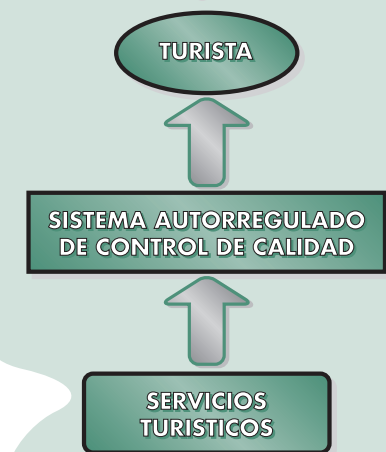 TURISTA
SISTEMA AUTORREGULADO
DE CONTROL DE CALIDAD
SERVICIOS
TURISTICOS